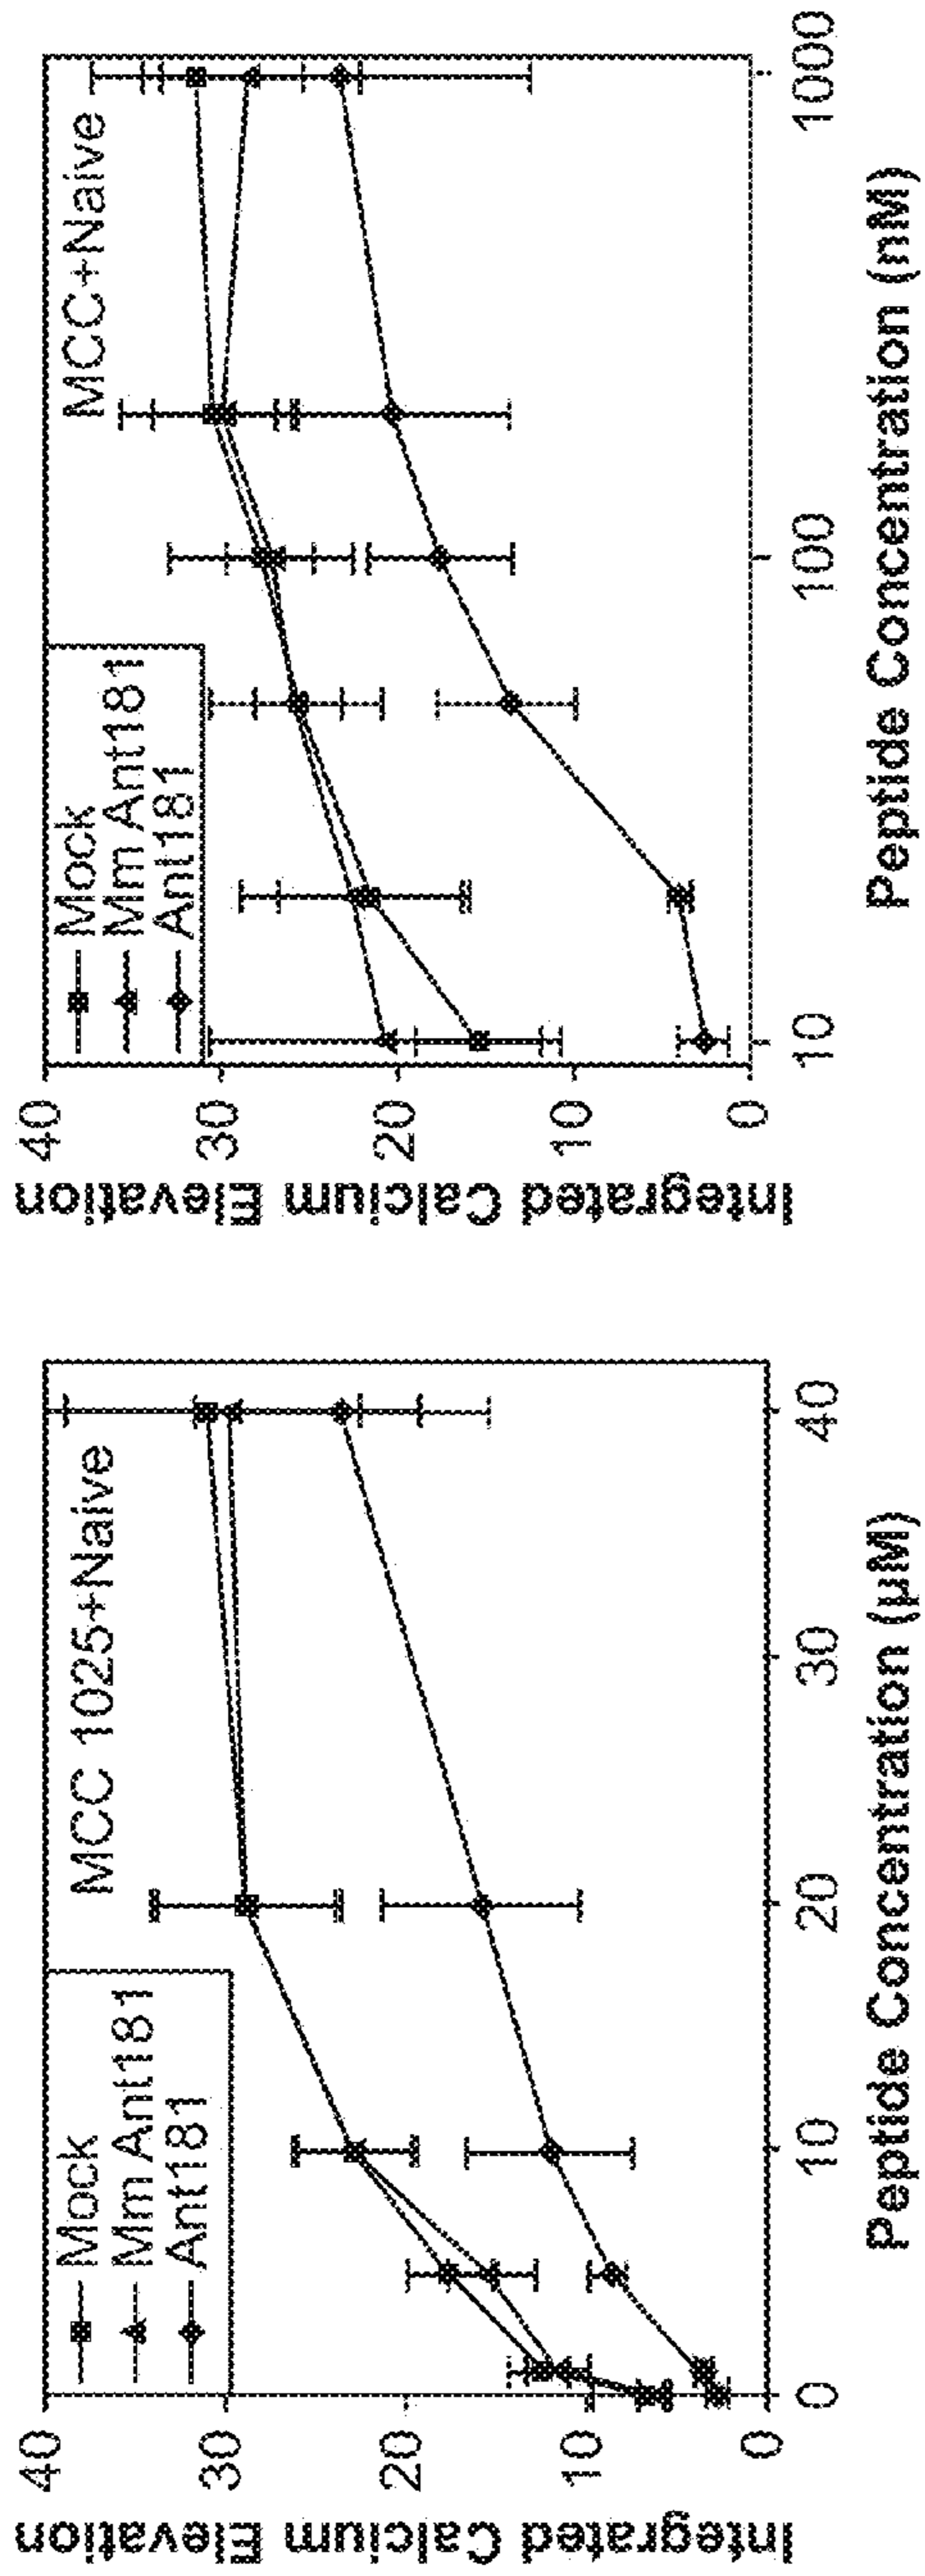 MCC 1025+Naive
Mock
Mm Ant181
Ant181
Integrated Calcium Elevation
40
30
20
10
0
0
10
20
30
40
Peptide Concentration (µM)
MCC+Naive
Mock
Mm Ant181
Ant181
Integrated Calcium Elevation
40
30
20
10
0
10
100
1000
Peptide Concentration (nM)